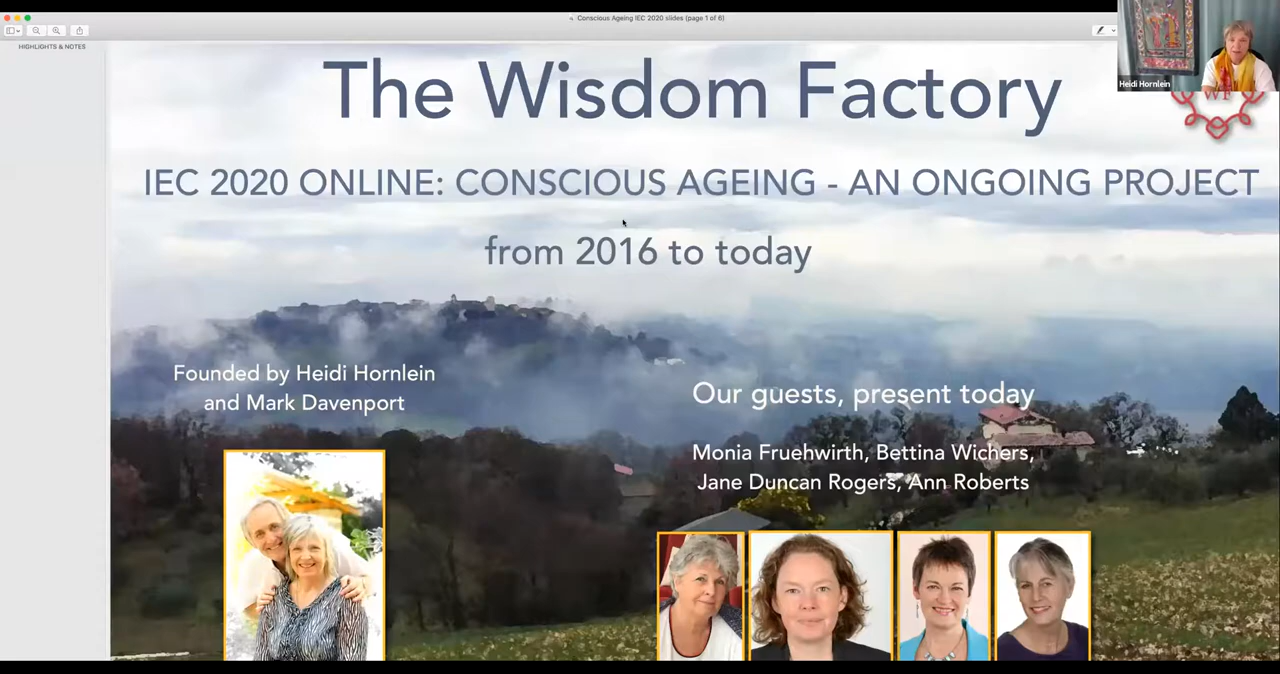 Conscious Ageing IEC 2020 slides (page 1 of 6)
HIGHLIGHTS & NOTES
Heidi Hornlein
WF
The Wisdom Factory
IEC 2020 ONLINE: CONSCIOUS AGEING - AN ONGOING PROJECT
from 2016 to today
Founded by Heidi Hornlein
and Mark Davenport
Our guests, present today
Monia Fruehwirth, Bettina Wichers,
Jane Duncan Rogers, Ann Roberts